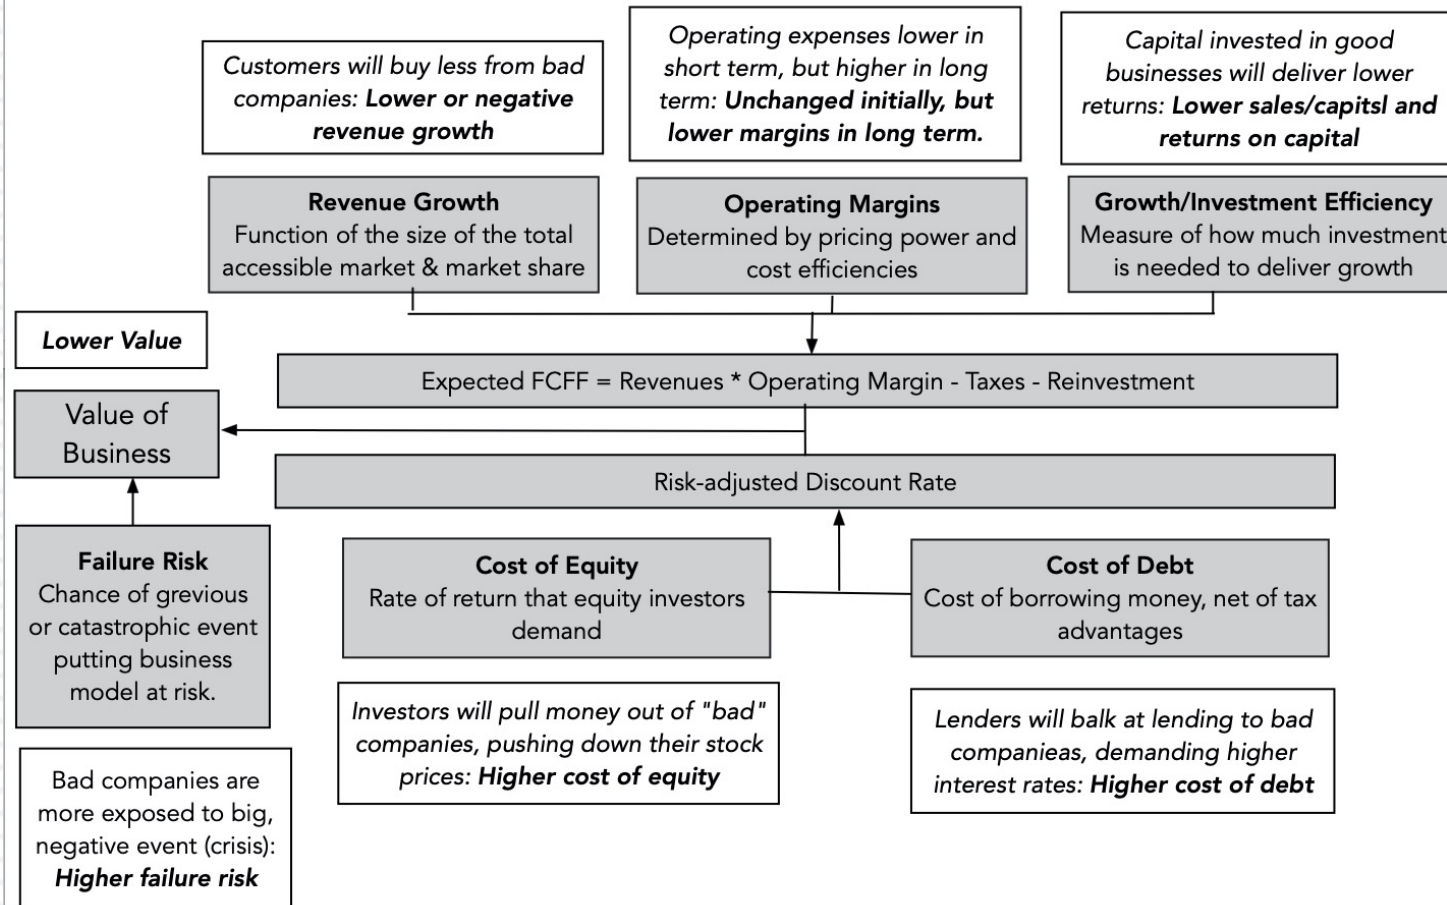 Customers will buy less from bad
companies: Lower or negative
revenue growth
Operating expenses lower in
short term, but higher in long
term: Unchanged initially, but
lower margins in long term.
Capital invested in good
businesses will deliver lower
returns: Lower sales/capitsl and
returns on capital
Revenue Growth
Function of the size of the total
accessible market & market share
Operating Margins
Determined by pricing power and
cost efficiencies
Growth/Investment Efficiency
Measure of how much investment
is needed to deliver growth
Lower Value
Expected FCFF = Revenues * Operating Margin - Taxes - Reinvestment
Value of
Business
Risk-adjusted Discount Rate
Failure Risk
Chance of grevious
or catastrophic event
putting business
model at risk.
Cost of Equity
Rate of return that equity investors
demand
Cost of Debt
Cost of borrowing money, net of tax
advantages
Investors will pull money out of "bad"
companies, pushing down their stock
prices: Higher cost of equity
Lenders will balk at lending to bad
companieas, demanding higher
interest rates: Higher cost of debt
Bad companies are
more exposed to big,
negative event (crisis):
Higher failure risk